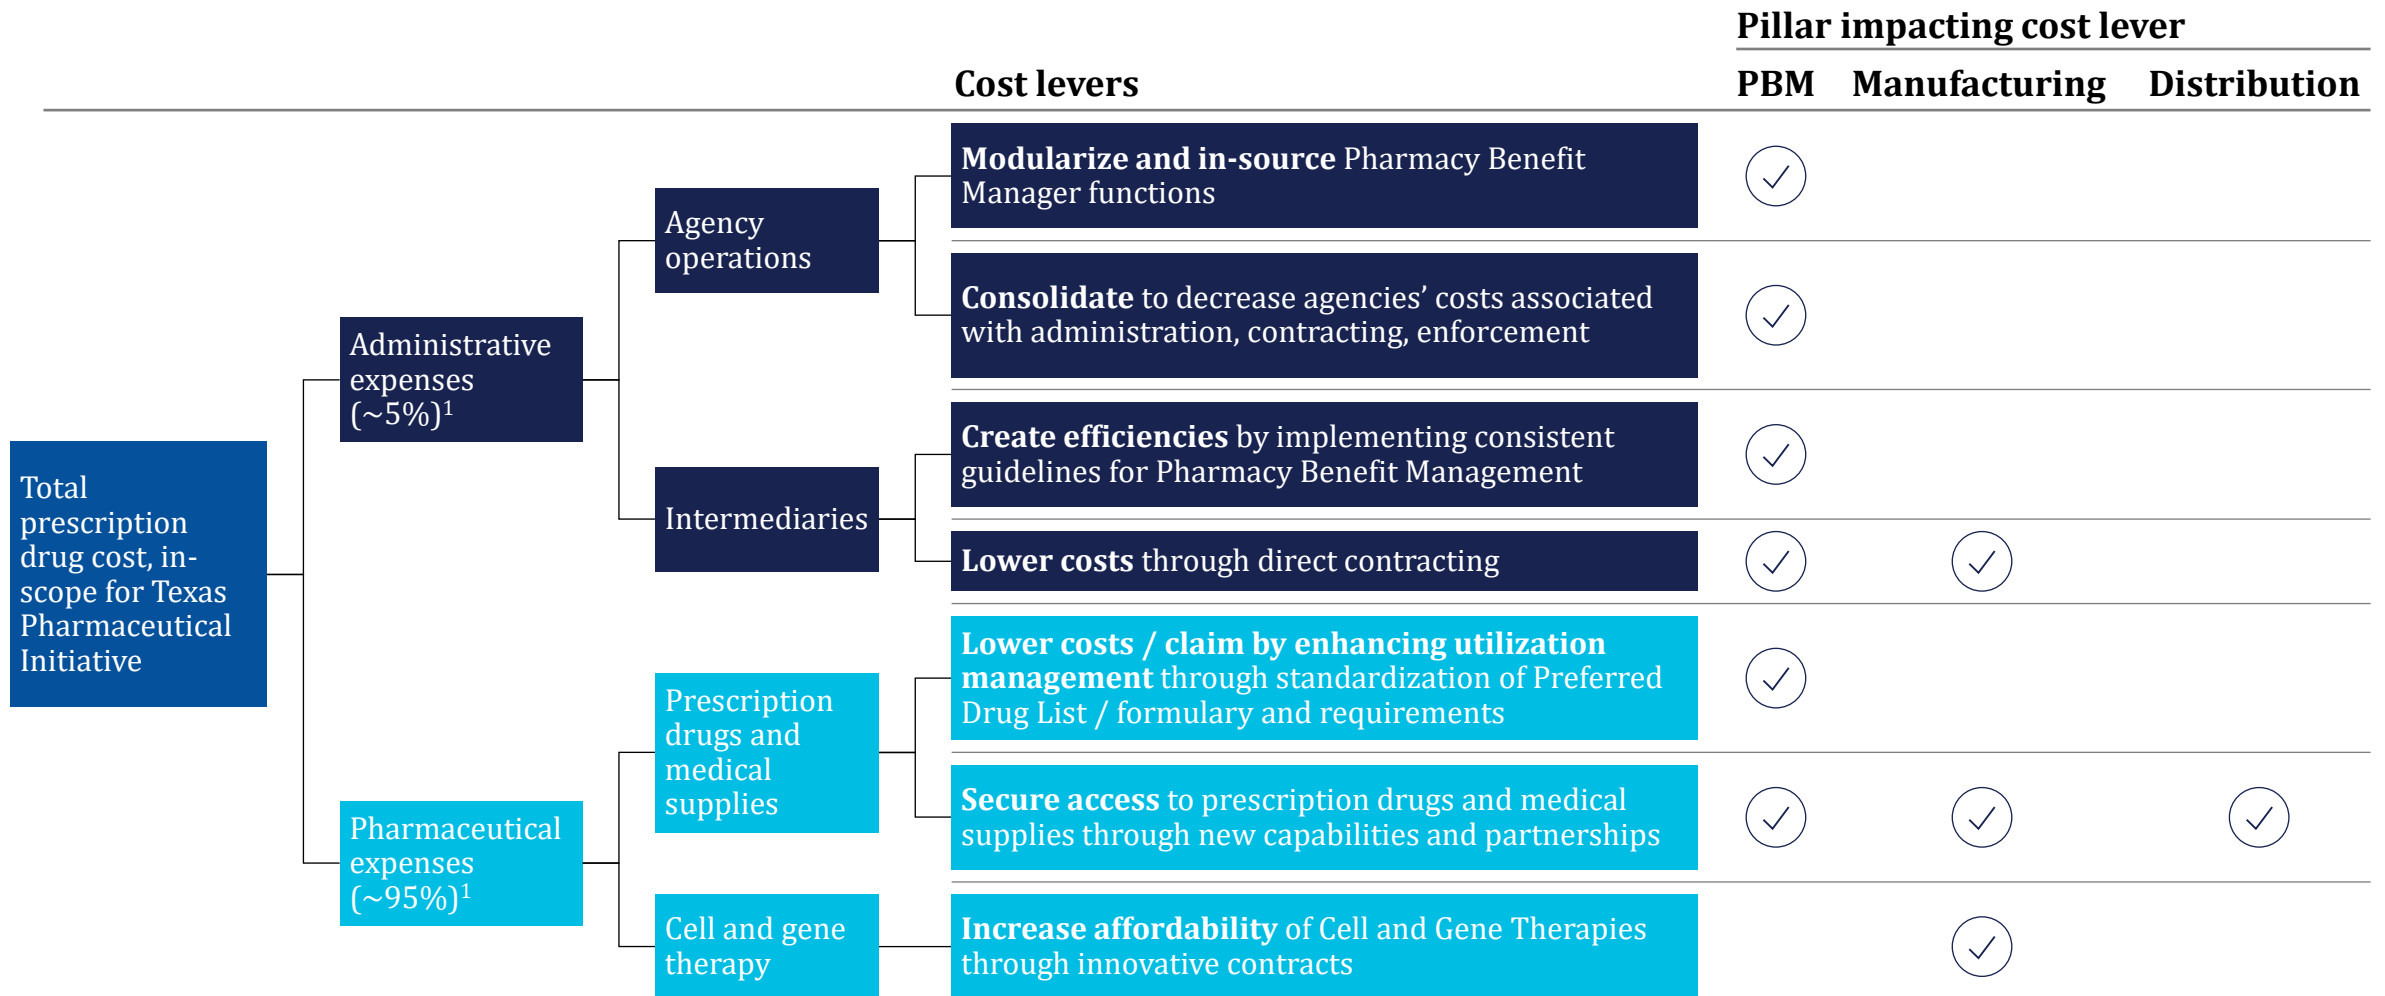 Pillar impacting cost lever
Cost levers
PBM
Manufacturing
Distribution
Total
prescription
drug cost, in-
scope for Texas
Pharmaceutical
Initiative
Administrative
expenses
(~5%)1
Agency
operations
Modularize and in-source Pharmacy Benefit
Manager functions
Consolidate to decrease agencies’ costs associated
with administration, contracting, enforcement
Intermediaries
Create efficiencies by implementing consistent
guidelines for Pharmacy Benefit Management
Lower costs through direct contracting
Pharmaceutical
expenses
(~95%)1
Prescription
drugs and
medical
supplies
Lower costs / claim by enhancing utilization
management through standardization of Preferred
Drug List / formulary and requirements
Secure access to prescription drugs and medical
supplies through new capabilities and partnerships
Cell and gene
therapy
Increase affordability of Cell and Gene Therapies
through innovative contracts